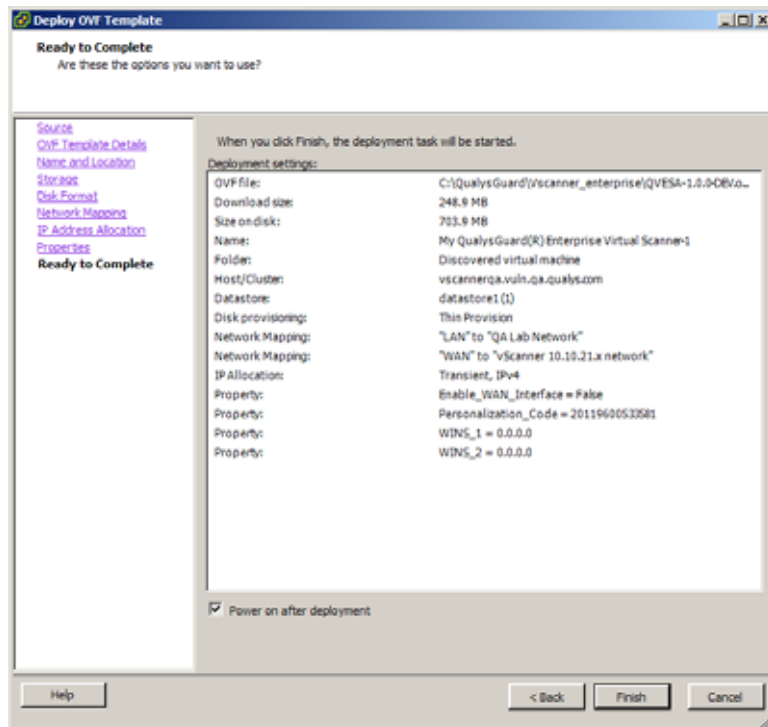 Deploy OVF Template
Ready to Complete
Are these the options you want to use?
Source
OVF Template Details
Name and Location
Storage
Disk Format
Network Mapping
IP Address Allocation
Properties
Ready to Complete
When you click Finish, the deployment task will be started.
Deployment settings:
OVF file: C:\QualysGuard\Vscanner_enterprise\QVESA-1.0.0-DEV.o...
Download size: 248.9 MB
Size on disk: 703.9 MB
Name: My QualysGuard(R) Enterprise Virtual Scanner-1
Folder: Discovered virtual machine
Host/Cluster: vscannerqa.vuln.qa.qualys.com
Datastore: datastore1 (1)
Disk provisioning: Thin Provision
Network Mapping: "LAN" to "QA Lab Network"
Network Mapping: "WAN" to "vScanner 10.10.21.x network"
IP Allocation: Transient, IPv4
Property: Enable_WAN_Interface = False
Property: Personalization_Code = 20119600533581
Property: WINS_1 = 0.0.0.0
Property: WINS_2 = 0.0.0.0
Power on after deployment
Help
< Back
Finish
Cancel